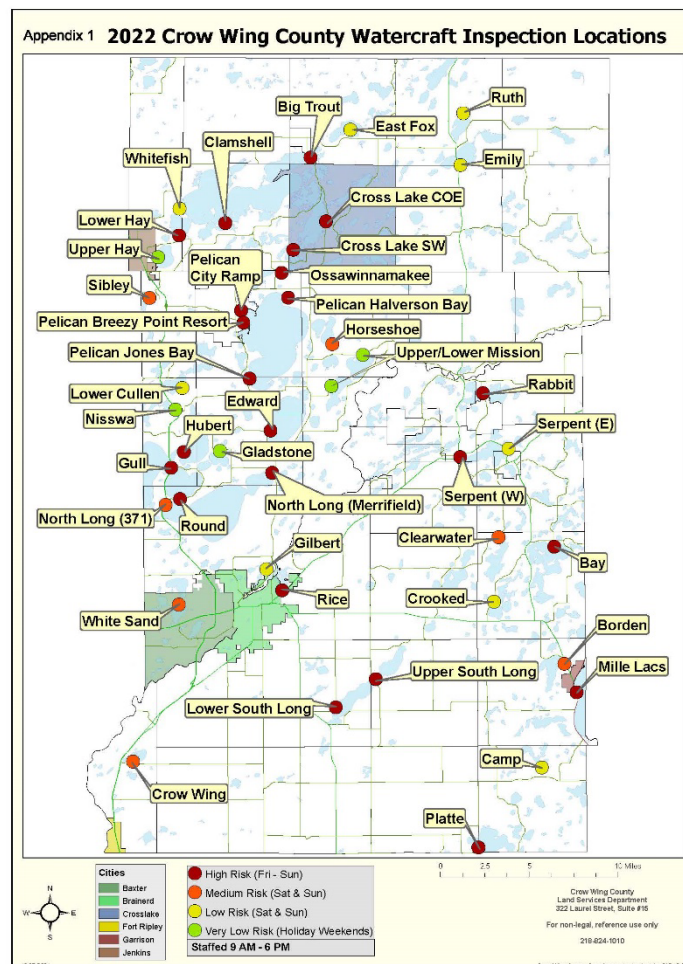 Appendix 1 2022 Crow Wing County Watercraft Inspection Locations
Ruth
Big Trout
East Fox
Clamshell
Whitefish
Emily
Cross Lake COE
Lower Hay
Cross Lake SW
Upper Hay
Pelican
City Ramp
Ossawinnamakee
Sibley
Pelican Halverson Bay
Pelican Breezy Point Resort
Horseshoe
Pelican Jones Bay
Upper/Lower Mission
Lower Cullen
Rabbit
Edward
Nisswa
Hubert
Serpent (E)
Gladstone
Gull
Serpent (W)
North Long (Merrifield)
North Long (371)
Round
Clearwater
Gilbert
Bay
Rice
Crooked
White Sand
Borden
Mille Lacs
Upper South Long
Lower South Long
Camp
Crow Wing
Platte
0 2.5 5 10 Miles
Cities
Baxter
Brainerd
Crosslake
Fort Ripley
Garrison
Jenkins
High Risk (Fri - Sun)
Medium Risk (Sat & Sun)
Low Risk (Sat & Sun)
Very Low Risk (Holiday Weekends)
Staffed 9 AM - 6 PM
N
W E
S
Crow Wing County
Land Services Department
322 Laurel Street, Suite #15
For non-legal, reference use only
218-824-1010